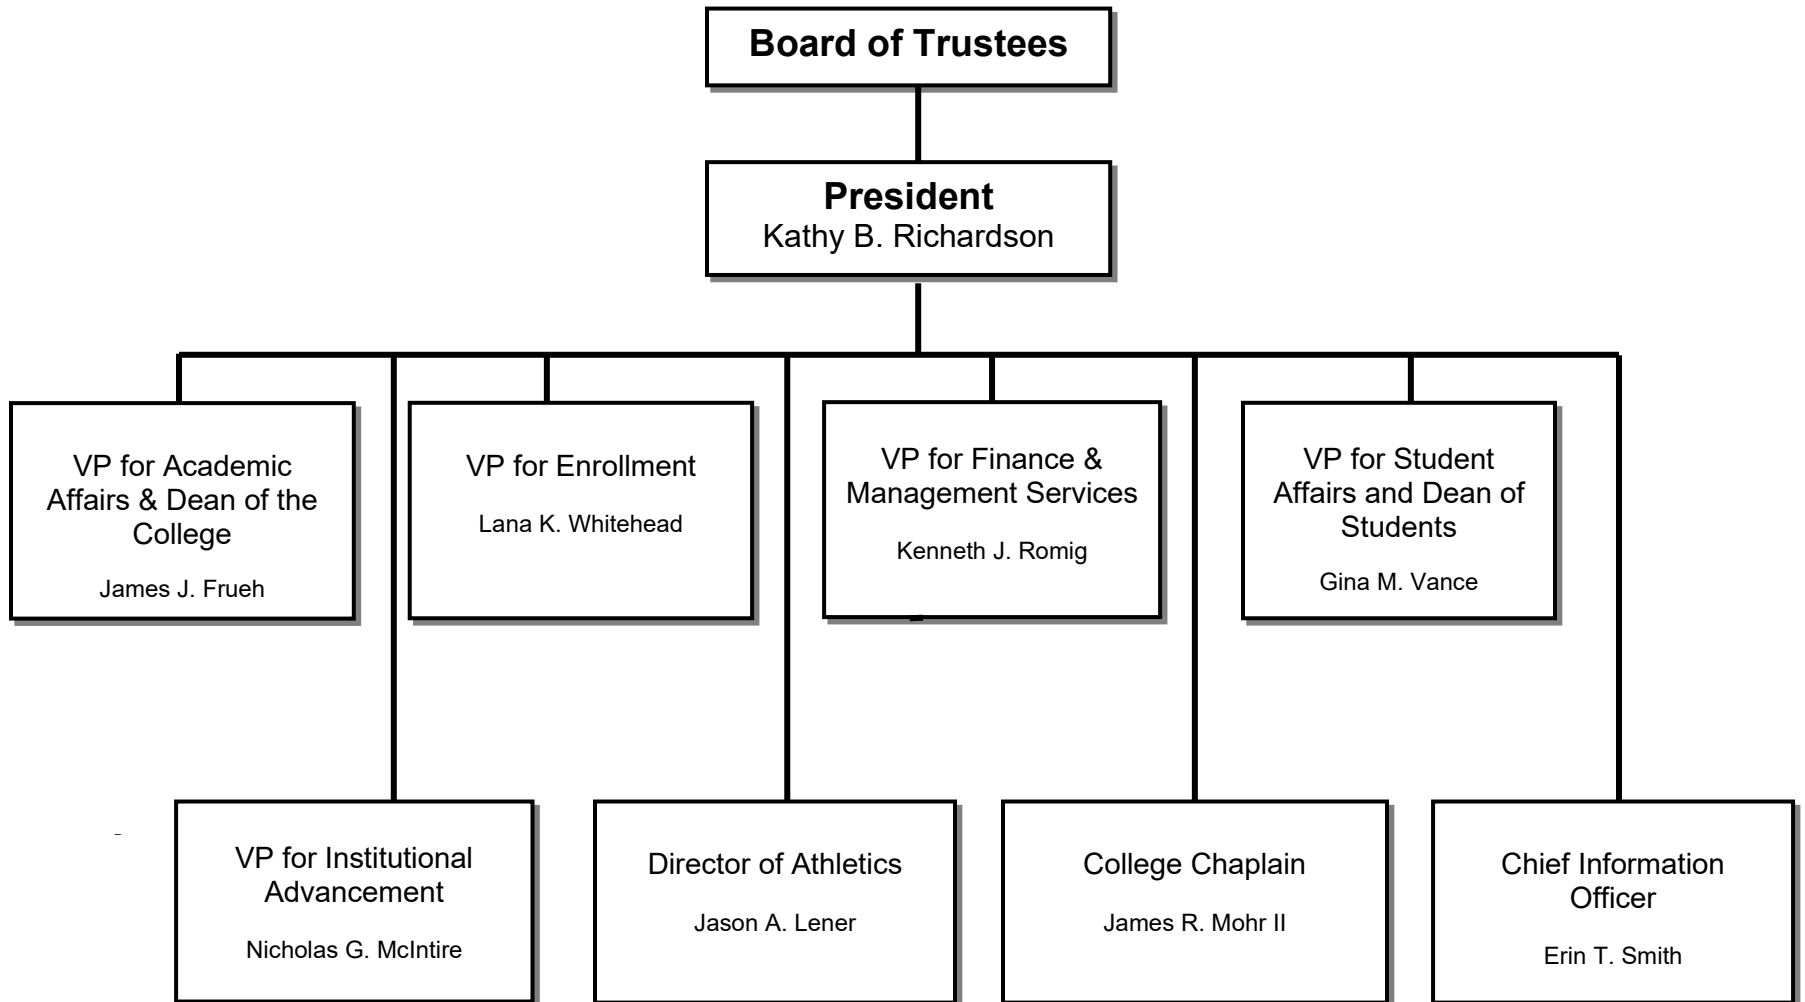 Board of Trustees
President
Kathy B. Richardson
VP for Academic
Affairs & Dean of the
College
James J. Frueh
VP for Enrollment
Lana K. Whitehead
VP for Finance &
Management Services
Kenneth J. Romig
VP for Student
Affairs and Dean of
Students
Gina M. Vance
VP for Institutional
Advancement
Nicholas G. McIntire
Director of Athletics
Jason A. Lener
College Chaplain
James R. Mohr II
Chief Information
Officer
Erin T. Smith